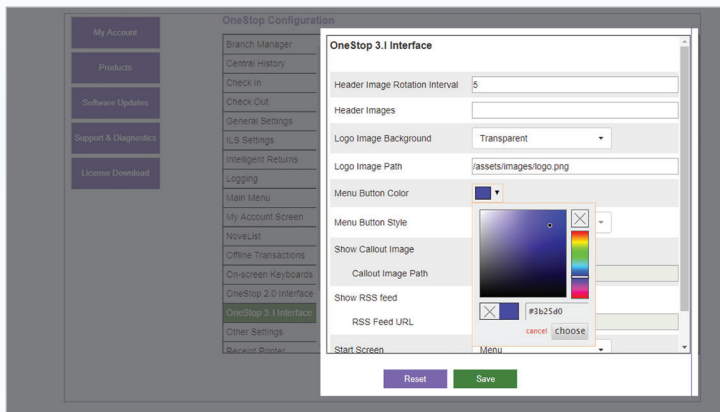 OneStop Configuration
My Account
Products
Software Updates
Support & Diagnostics
License Download
Branch Manager
Central History
Check In
Check Out
General Settings
ILS Settings
Intelligent Returns
Logging
Main Menu
My Account Screen
NoveList
Offline Transactions
On-screen Keyboards
OneStop 2.0 Interface
OneStop 3.1 Interface
Other Settings
Receipt Printer
OneStop 3.I Interface
Header Image Rotation Interval 5
Header Images
Logo Image Background Transparent
Logo Image Path /assets/images/logo.png
Menu Button Color
Menu Button Style
Show Callout Image
Callout Image Path
Show RSS feed
#3b25d0
RSS Feed URL
cancel choose
Start Screen Menu
Reset Save